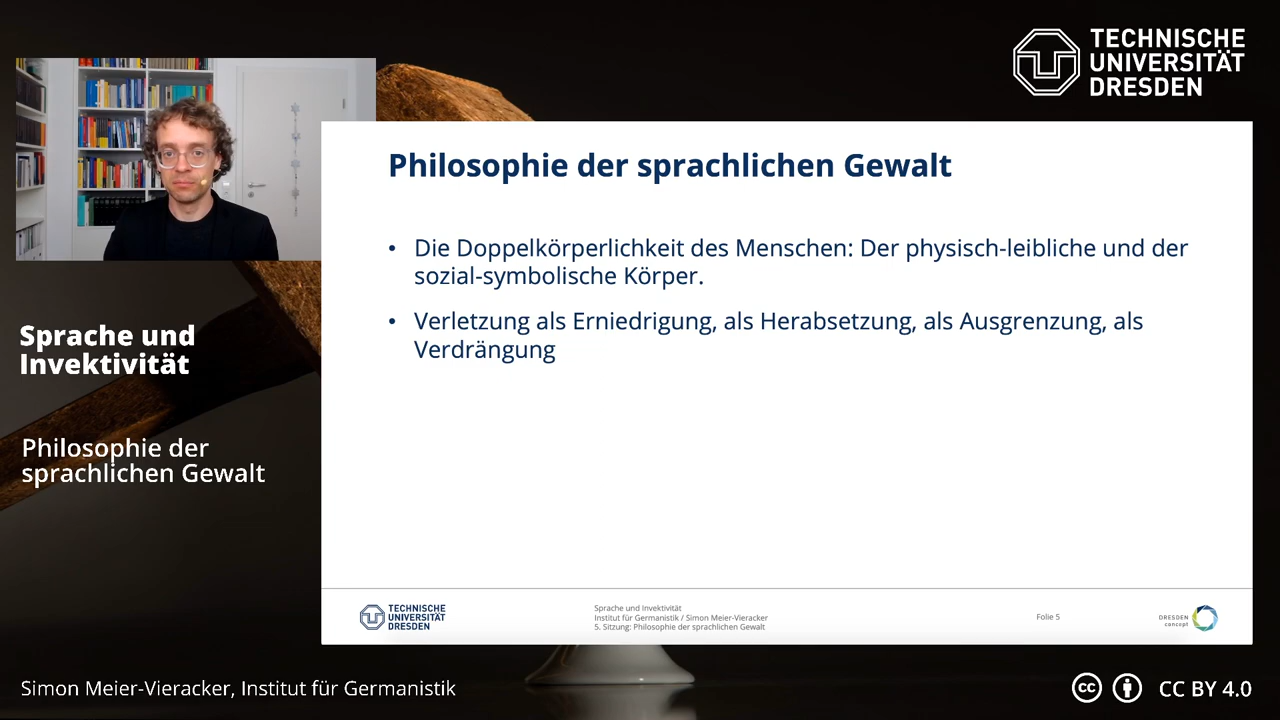 TECHNISCHE
UNIVERSITÄT
DRESDEN
Philosophie der sprachlichen Gewalt
• Die Doppelkörperlichkeit des Menschen: Der physisch-leibliche und der
sozial-symbolische Körper.
• Verletzung als Erniedrigung, als Herabsetzung, als Ausgrenzung, als
Verdrängung
Sprache und
Invektivität
Philosophie der
sprachlichen Gewalt
TECHNISCHE
UNIVERSITÄT
DRESDEN
Sprache und Invektivität
Institut für Germanistik / Simon Meier-Vieracker
5. Sitzung: Philosophie der sprachlichen Gewalt
Folie 5
DRESDEN
concept
Simon Meier-Vieracker, Institut für Germanistik
cc CC BY 4.0